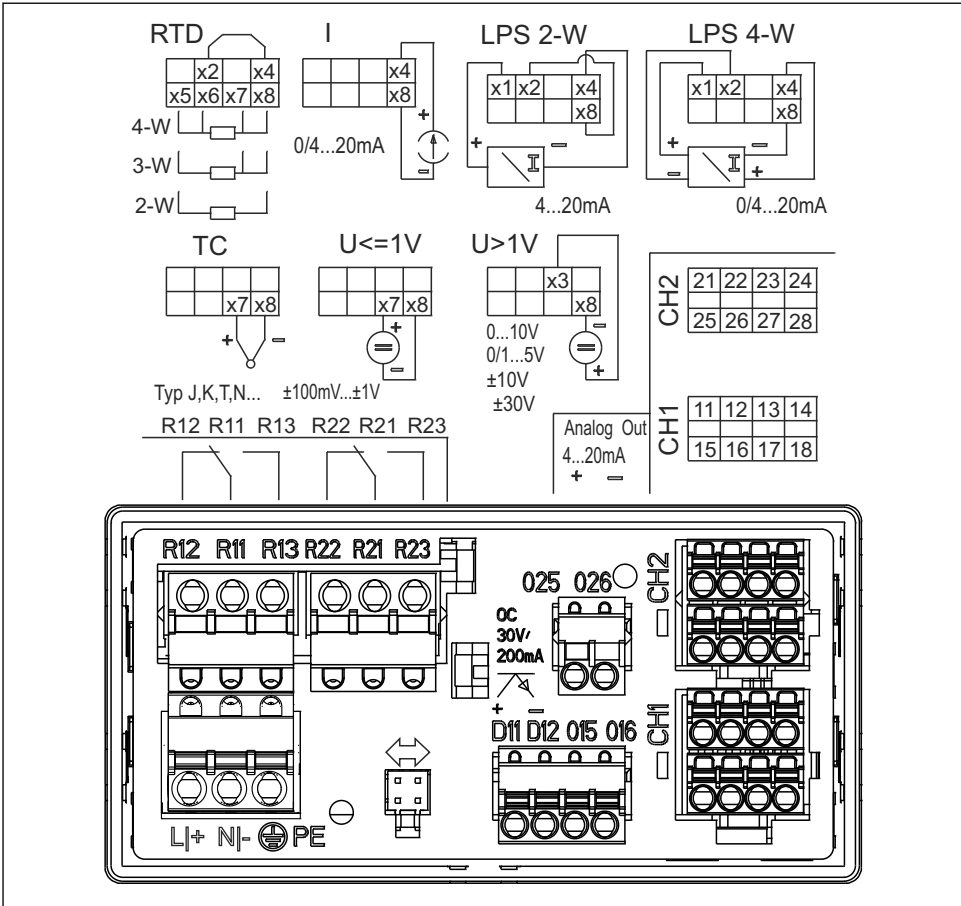 RTD
x2 x4
x5 x6 x7 x8
4-W
3-W
2-W
I
x4
x8
+
-
0/4...20mA
LPS 2-W
x1 x2 x4
x8
+ -
I
4...20mA
LPS 4-W
x1 x2 x4
x8
+ -
- +
I
0/4...20mA
TC
x7 x8
+ -
Typ J,K,T,N...
U<=1V
x7 x8
+
=
-
±100mV...±1V
U>1V
x3
x8
0...10V
0/1...5V
±10V
±30V
-
=
+
CH2
21 22 23 24
25 26 27 28
CH1
11 12 13 14
15 16 17 18
Analog Out
4...20mA
+ -
R12 R11 R13 R22 R21 R23
R12 R11 R13 R22 R21 R23
O25 O26
CH2
OC
30V/
200mA
+ -
D11 D12 O15 O16
CH1
L|+ N|- PE